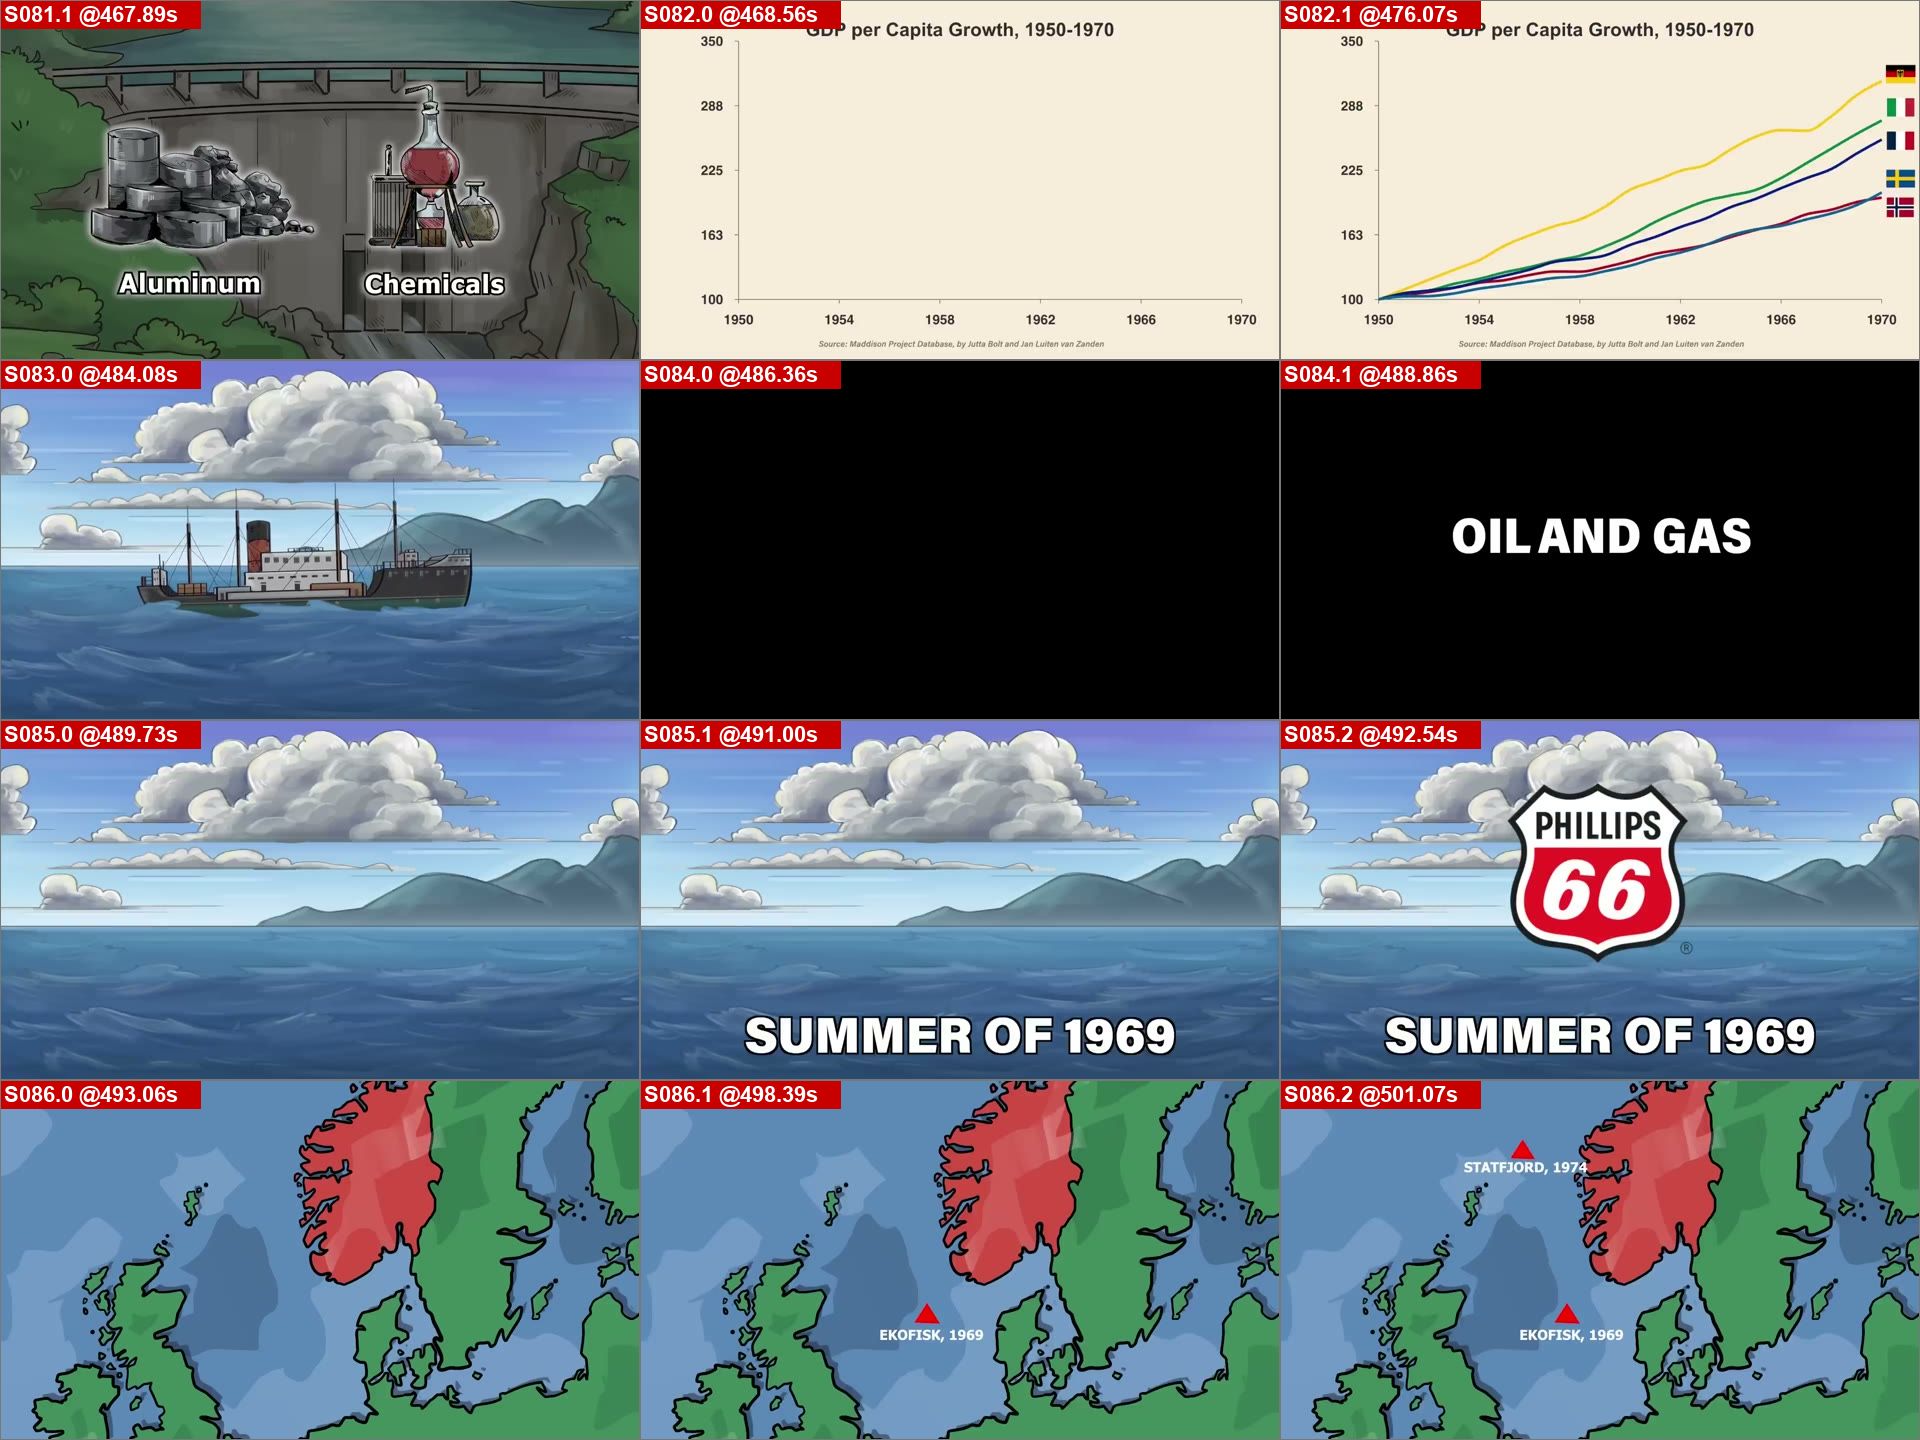 S081.1 @467.89s
Aluminum
Chemicals
S082.0 @468.56s
GDP per Capita Growth, 1950-1970
350
288
225
163
100
1950 1954 1958 1962 1966 1970
Source: Maddison Project Database, by Jutta Bolt and Jan Luiten van Zanden
S082.1 @476.07s
GDP per Capita Growth, 1950-1970
350
288
225
163
100
1950 1954 1958 1962 1966 1970
Source: Maddison Project Database, by Jutta Bolt and Jan Luiten van Zanden
S083.0 @484.08s
S084.0 @486.36s
S084.1 @488.86s
OIL AND GAS
S085.0 @489.73s
S085.1 @491.00s
SUMMER OF 1969
S085.2 @492.54s
PHILLIPS
66
®
SUMMER OF 1969
S086.0 @493.06s
S086.1 @498.39s
EKOFISK, 1969
S086.2 @501.07s
STATFJORD, 1974
EKOFISK, 1969